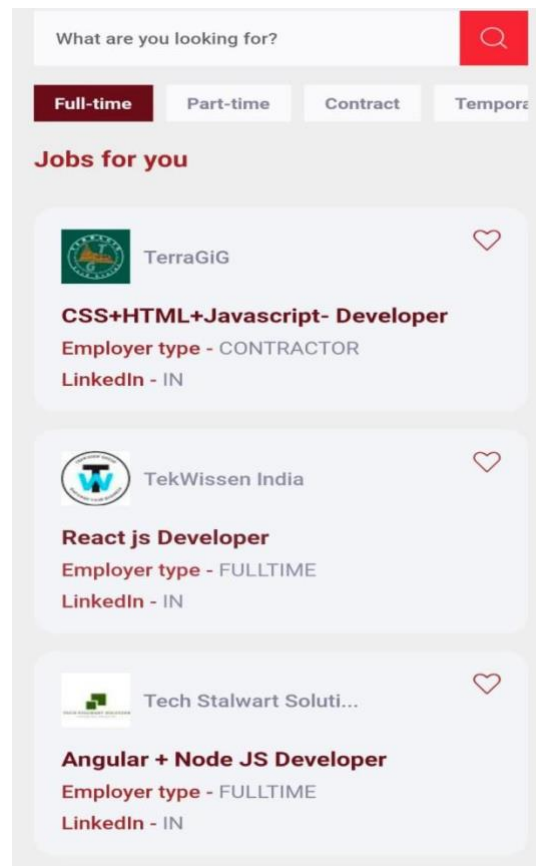 What are you looking for?
Full-time Part-time Contract Tempora
Jobs for you
TerraGiG
CSS+HTML+Javascript- Developer
Employer type - CONTRACTOR
LinkedIn - IN
TekWissen India
React js Developer
Employer type - FULLTIME
LinkedIn - IN
Tech Stalwart Soluti...
Angular + Node JS Developer
Employer type - FULLTIME
LinkedIn - IN